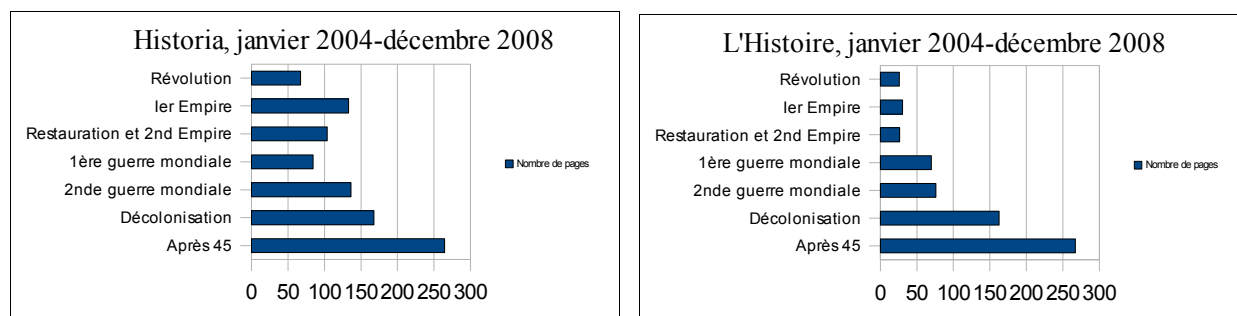 Historia, janvier 2004-décembre 2008
Révolution
Ier Empire
Restauration et 2nd Empire
1ère guerre mondiale
2nde guerre mondiale
Décolonisation
Après 45
0 50 100 150 200 250 300
Nombre de pages
L'Histoire, janvier 2004-décembre 2008
Révolution
Ier Empire
Restauration et 2nd Empire
1ère guerre mondiale
2nde guerre mondiale
Décolonisation
Après 45
0 50 100 150 200 250 300
Nombre de pages